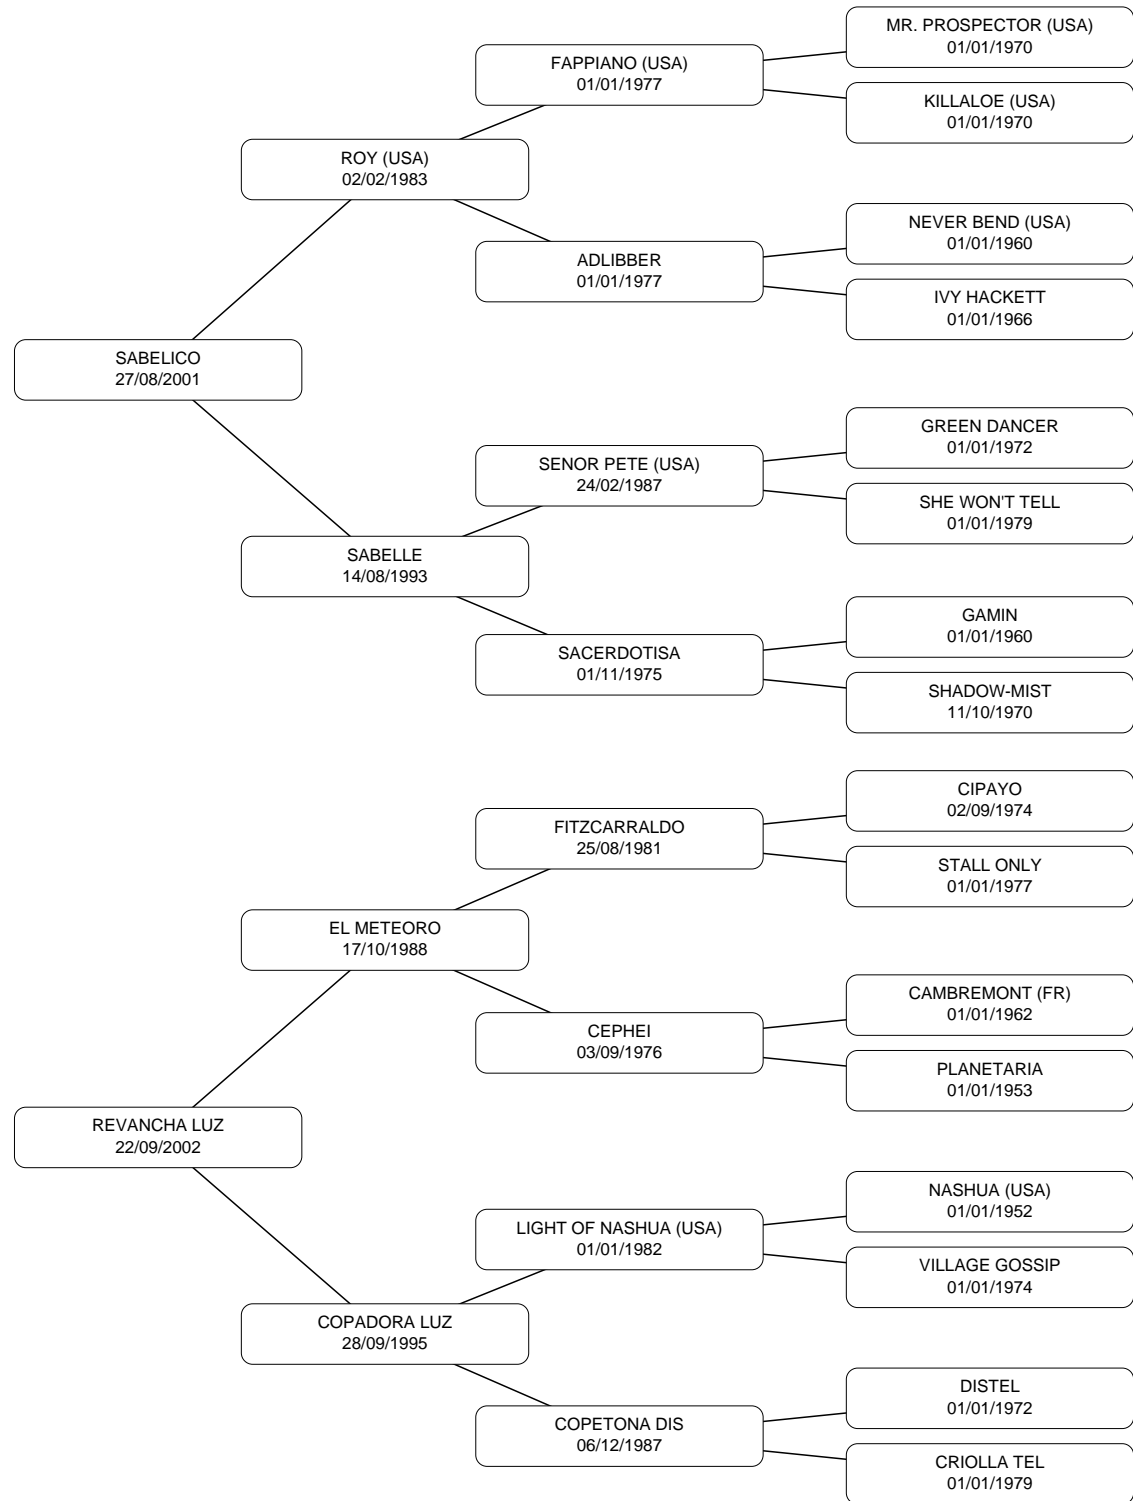 MR. PROSPECTOR (USA)
01/01/1970
FAPPIANO (USA)
01/01/1977
KILLALOE (USA)
01/01/1970
ROY (USA)
02/02/1983
NEVER BEND (USA)
01/01/1960
ADLIBBER
01/01/1977
IVY HACKETT
01/01/1966
SABELICO
27/08/2001
GREEN DANCER
01/01/1972
SENOR PETE (USA)
24/02/1987
SHE WON'T TELL
01/01/1979
SABELLE
14/08/1993
GAMIN
01/01/1960
SACERDOTISA
01/11/1975
SHADOW-MIST
11/10/1970
CIPAYO
02/09/1974
FITZCARRALDO
25/08/1981
STALL ONLY
01/01/1977
EL METEORO
17/10/1988
CAMBREMONT (FR)
01/01/1962
CEPHEI
03/09/1976
PLANETARIA
01/01/1953
REVANCHA LUZ
22/09/2002
NASHUA (USA)
01/01/1952
LIGHT OF NASHUA (USA)
01/01/1982
VILLAGE GOSSIP
01/01/1974
COPADORA LUZ
28/09/1995
DISTEL
01/01/1972
COPETONA DIS
06/12/1987
CRIOLLA TEL
01/01/1979